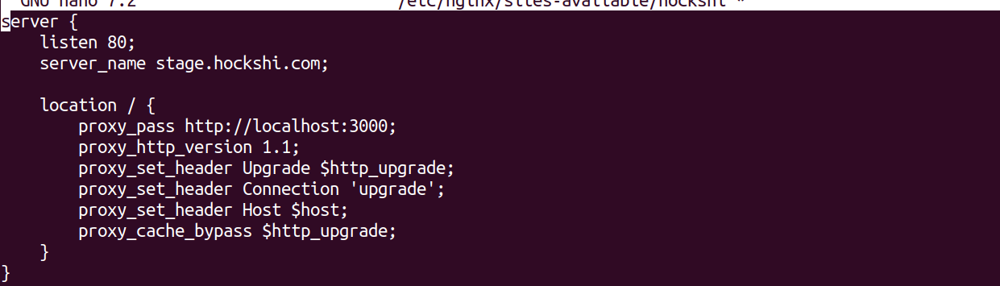 GNU nano 7.2 /etc/nginx/sites-available/hockshi *
server {
    listen 80;
    server_name stage.hockshi.com;

    location / {
        proxy_pass http://localhost:3000;
        proxy_http_version 1.1;
        proxy_set_header Upgrade $http_upgrade;
        proxy_set_header Connection 'upgrade';
        proxy_set_header Host $host;
        proxy_cache_bypass $http_upgrade;
    }
}